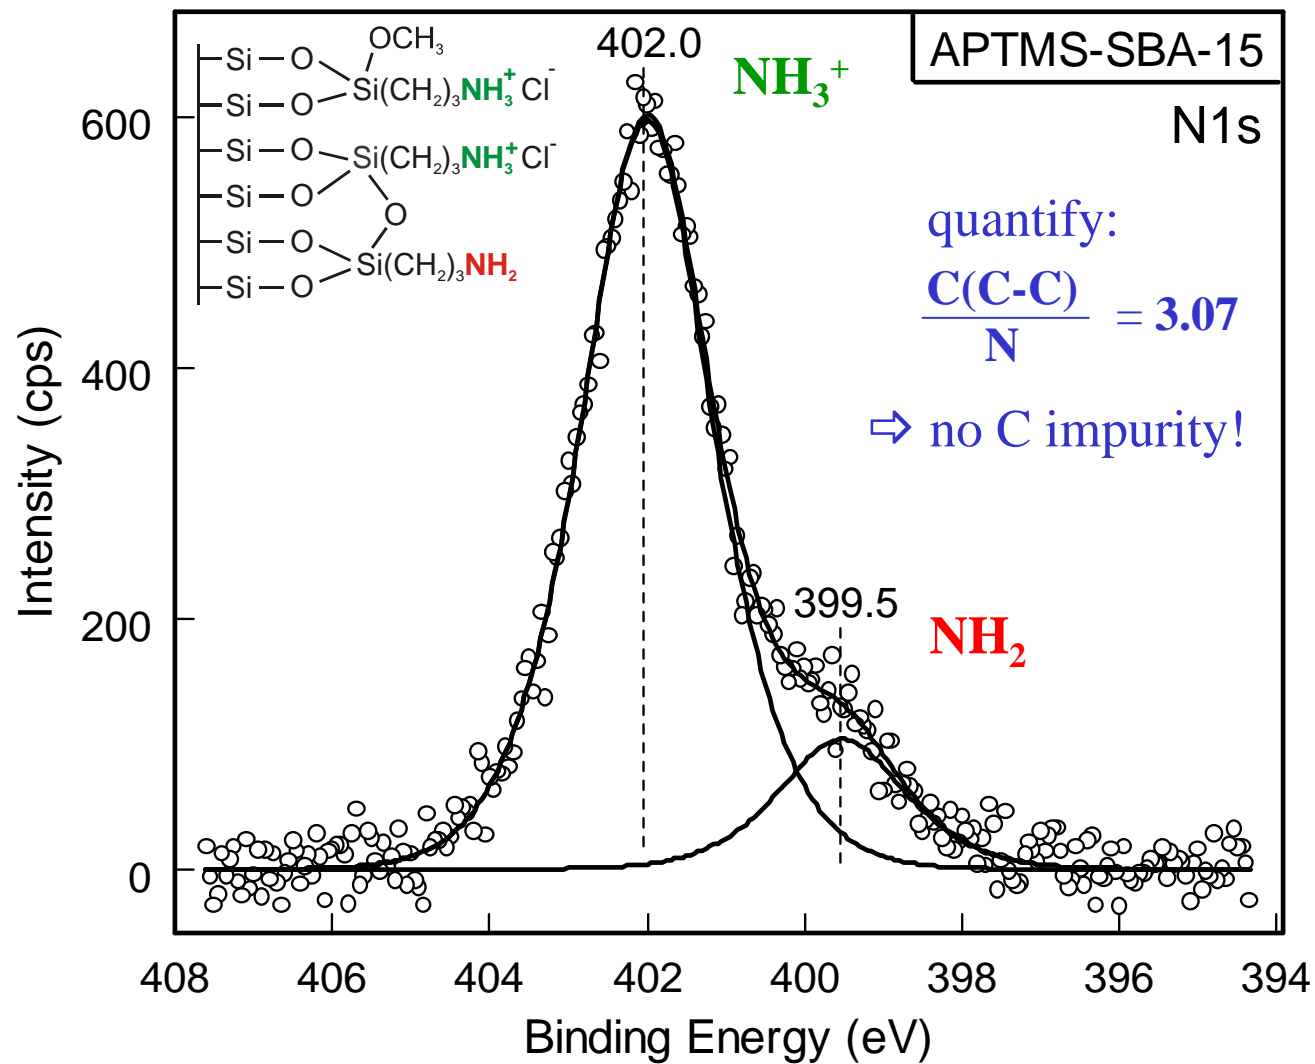 APTMS-SBA-15
N1s
402.0
NH₃⁺
OCH₃
Si — O
Si(CH₂)₃NH₃⁺Cl⁻
Si — O
Si — O
Si(CH₂)₃NH₃⁺Cl⁻
Si — O
O
Si — O
Si(CH₂)₃NH₂
Si — O
quantify:
C(C-C)
N
= 3.07
⇨ no C impurity!
399.5
NH₂
Intensity (cps)
600
400
200
0
408 406 404 402 400 398 396 394
Binding Energy (eV)